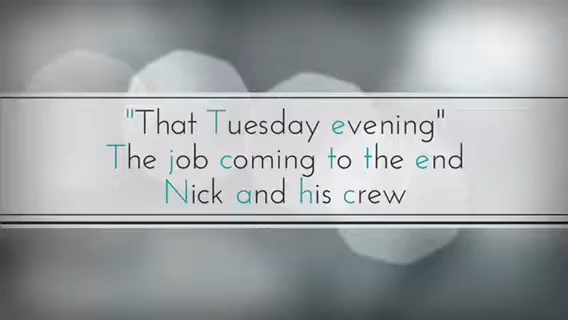 "That Tuesday evening"
The job coming to the end
Nick and his crew